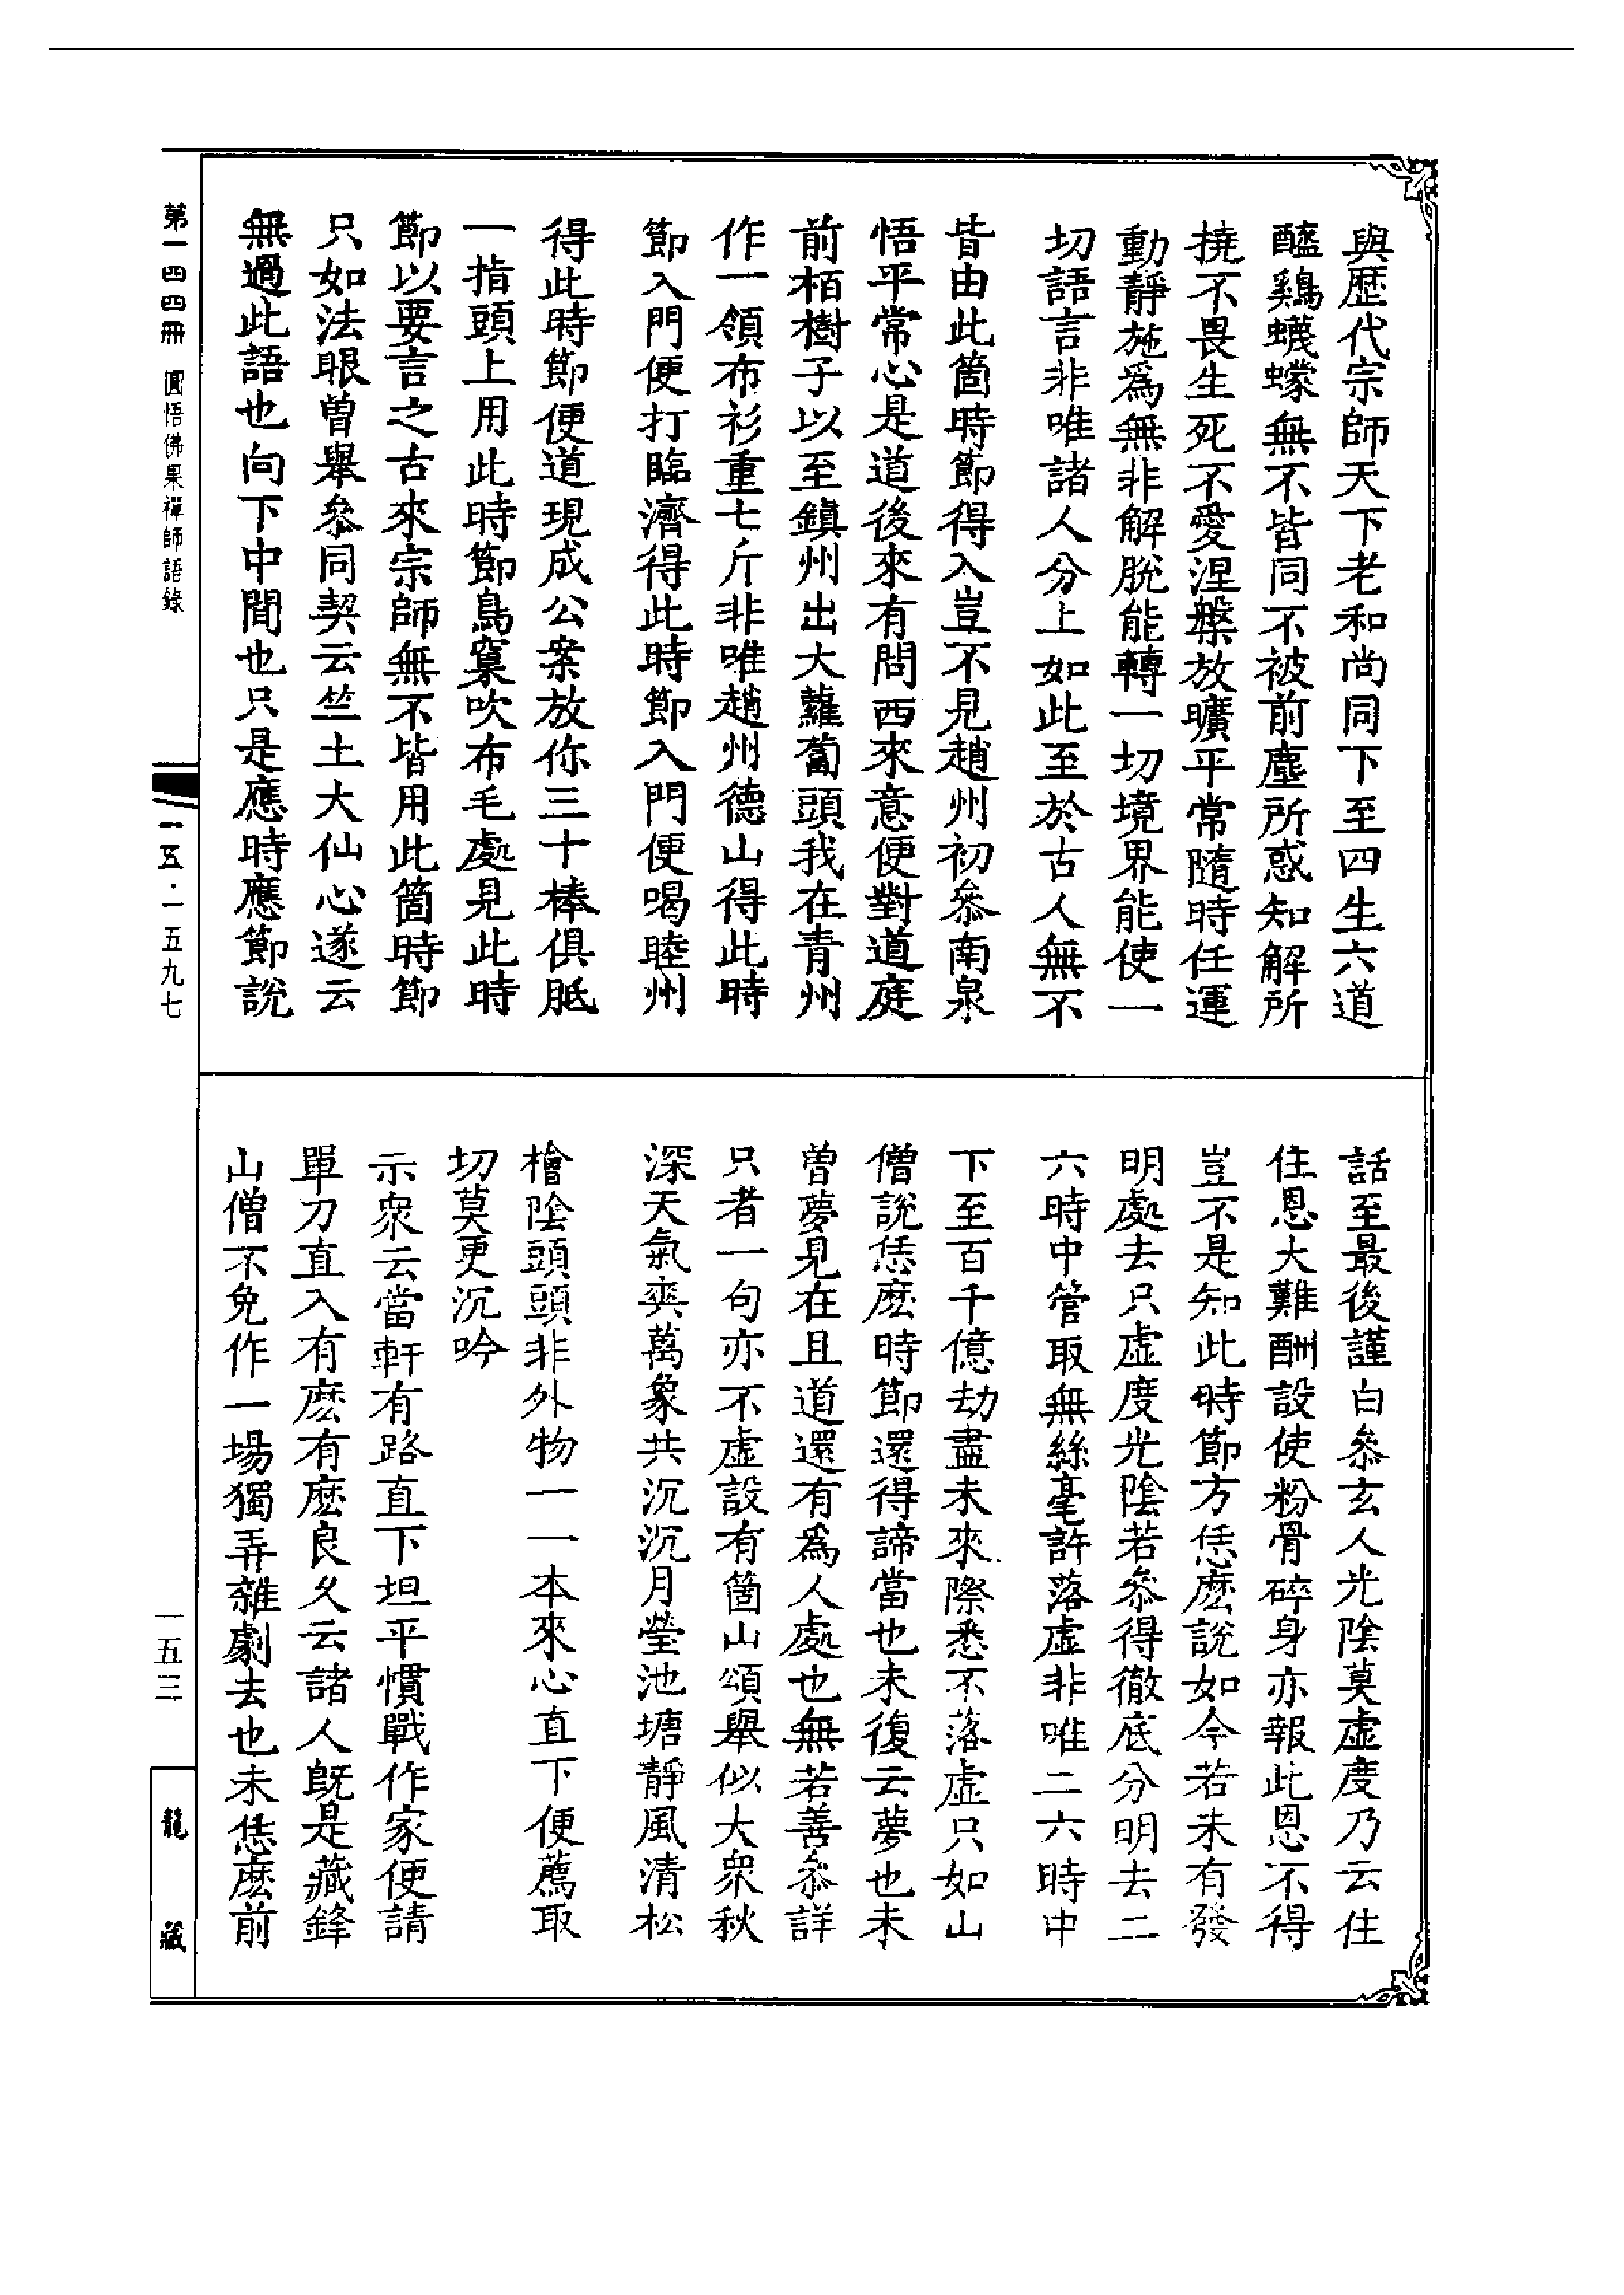 與歷代宗師天下老和尚同下至四生六道
醯鷄蠛蠓無不皆同不被前塵所惑知解所
撓不畏生死不愛涅槃放曠平常隨時任運
動靜施爲無非解脫能轉一切境界能使一
切語言非唯諸人分上如此至於古人無不
皆由此箇時節得入豈不見趙州初叅南泉
悟平常心是道後來有問西來意便對道庭
前栢樹子以至鎭州出大蘿蔔頭我在青州
作一領布衫重七斤非唯趙州德山得此時
節入門便打臨濟得此時節入門便喝睦州
得此時節便道現成公案放你三十棒俱胝
一指頭上用此時節鳥窠吹布毛處見此時
節以要言之古來宗師無不皆用此箇時節
只如法眼曾舉叅同契云竺土大仙心遂云
無過此語也向下中間也只是應時應節說
話至最後謹白叅玄人光陰莫虛度乃云住
住恩大難酬設使粉骨碎身亦報此恩不得
豈不是知此時節方恁麽說如今若未有發
明處去只虛度光陰若叅得徹底分明去二
六時中管取無絲毫許落虛非唯二六時中
下至百千億劫盡未來際悉不落虛只如山
僧說恁麽時節還得諦當也未復云夢也未
曾夢見在且道還有爲人處也無若善叅詳
只者一句亦不虛設有箇山頌舉似大衆秋
深天氣爽萬象共沉沉月瑩池塘靜風清松
檜陰頭頭非外物一一本來心直下便薦取
切莫更沉吟
示衆云當軒有路直下坦平慣戰作家便請
單刀直入有麽有麽良久云諸人旣是藏鋒
山僧不免作一場獨弄雜劇去也未恁麽前
第一四四冊 圓悟佛果禪師語錄
一五·一五九七
一五三
龍藏